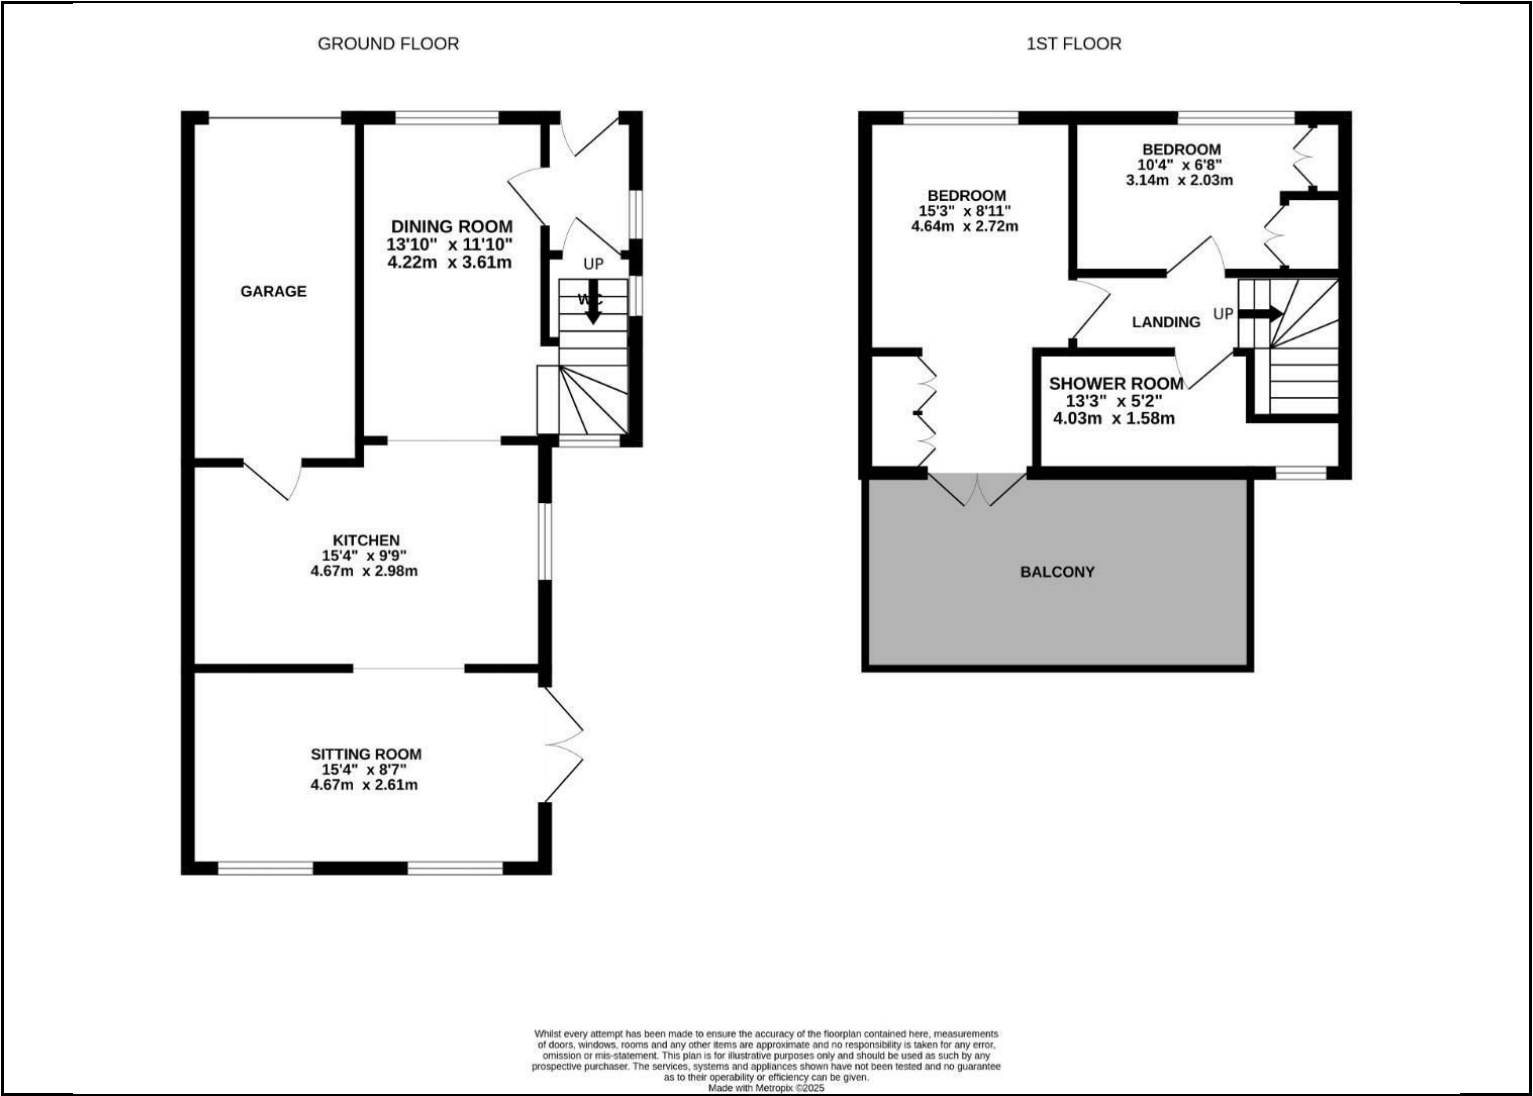 GROUND FLOOR
1ST FLOOR
GARAGE
DINING ROOM
13'10" x 11'10"
4.22m x 3.61m
UP
WC
KITCHEN
15'4" x 9'9"
4.67m x 2.98m
SITTING ROOM
15'4" x 8'7"
4.67m x 2.61m
BEDROOM
15'3" x 8'11"
4.64m x 2.72m
BEDROOM
10'4" x 6'8"
3.14m x 2.03m
LANDING
UP
SHOWER ROOM
13'3" x 5'2"
4.03m x 1.58m
BALCONY
Whilst every attempt has been made to ensure the accuracy of the floorplan contained here, measurements
of doors, windows, rooms and any other items are approximate and no responsibility is taken for any error,
omission or mis-statement. This plan is for illustrative purposes only and should be used as such by any
prospective purchaser. The services, systems and appliances shown have not been tested and no guarantee
as to their operability or efficiency can be given.
Made with Metropix ©2025